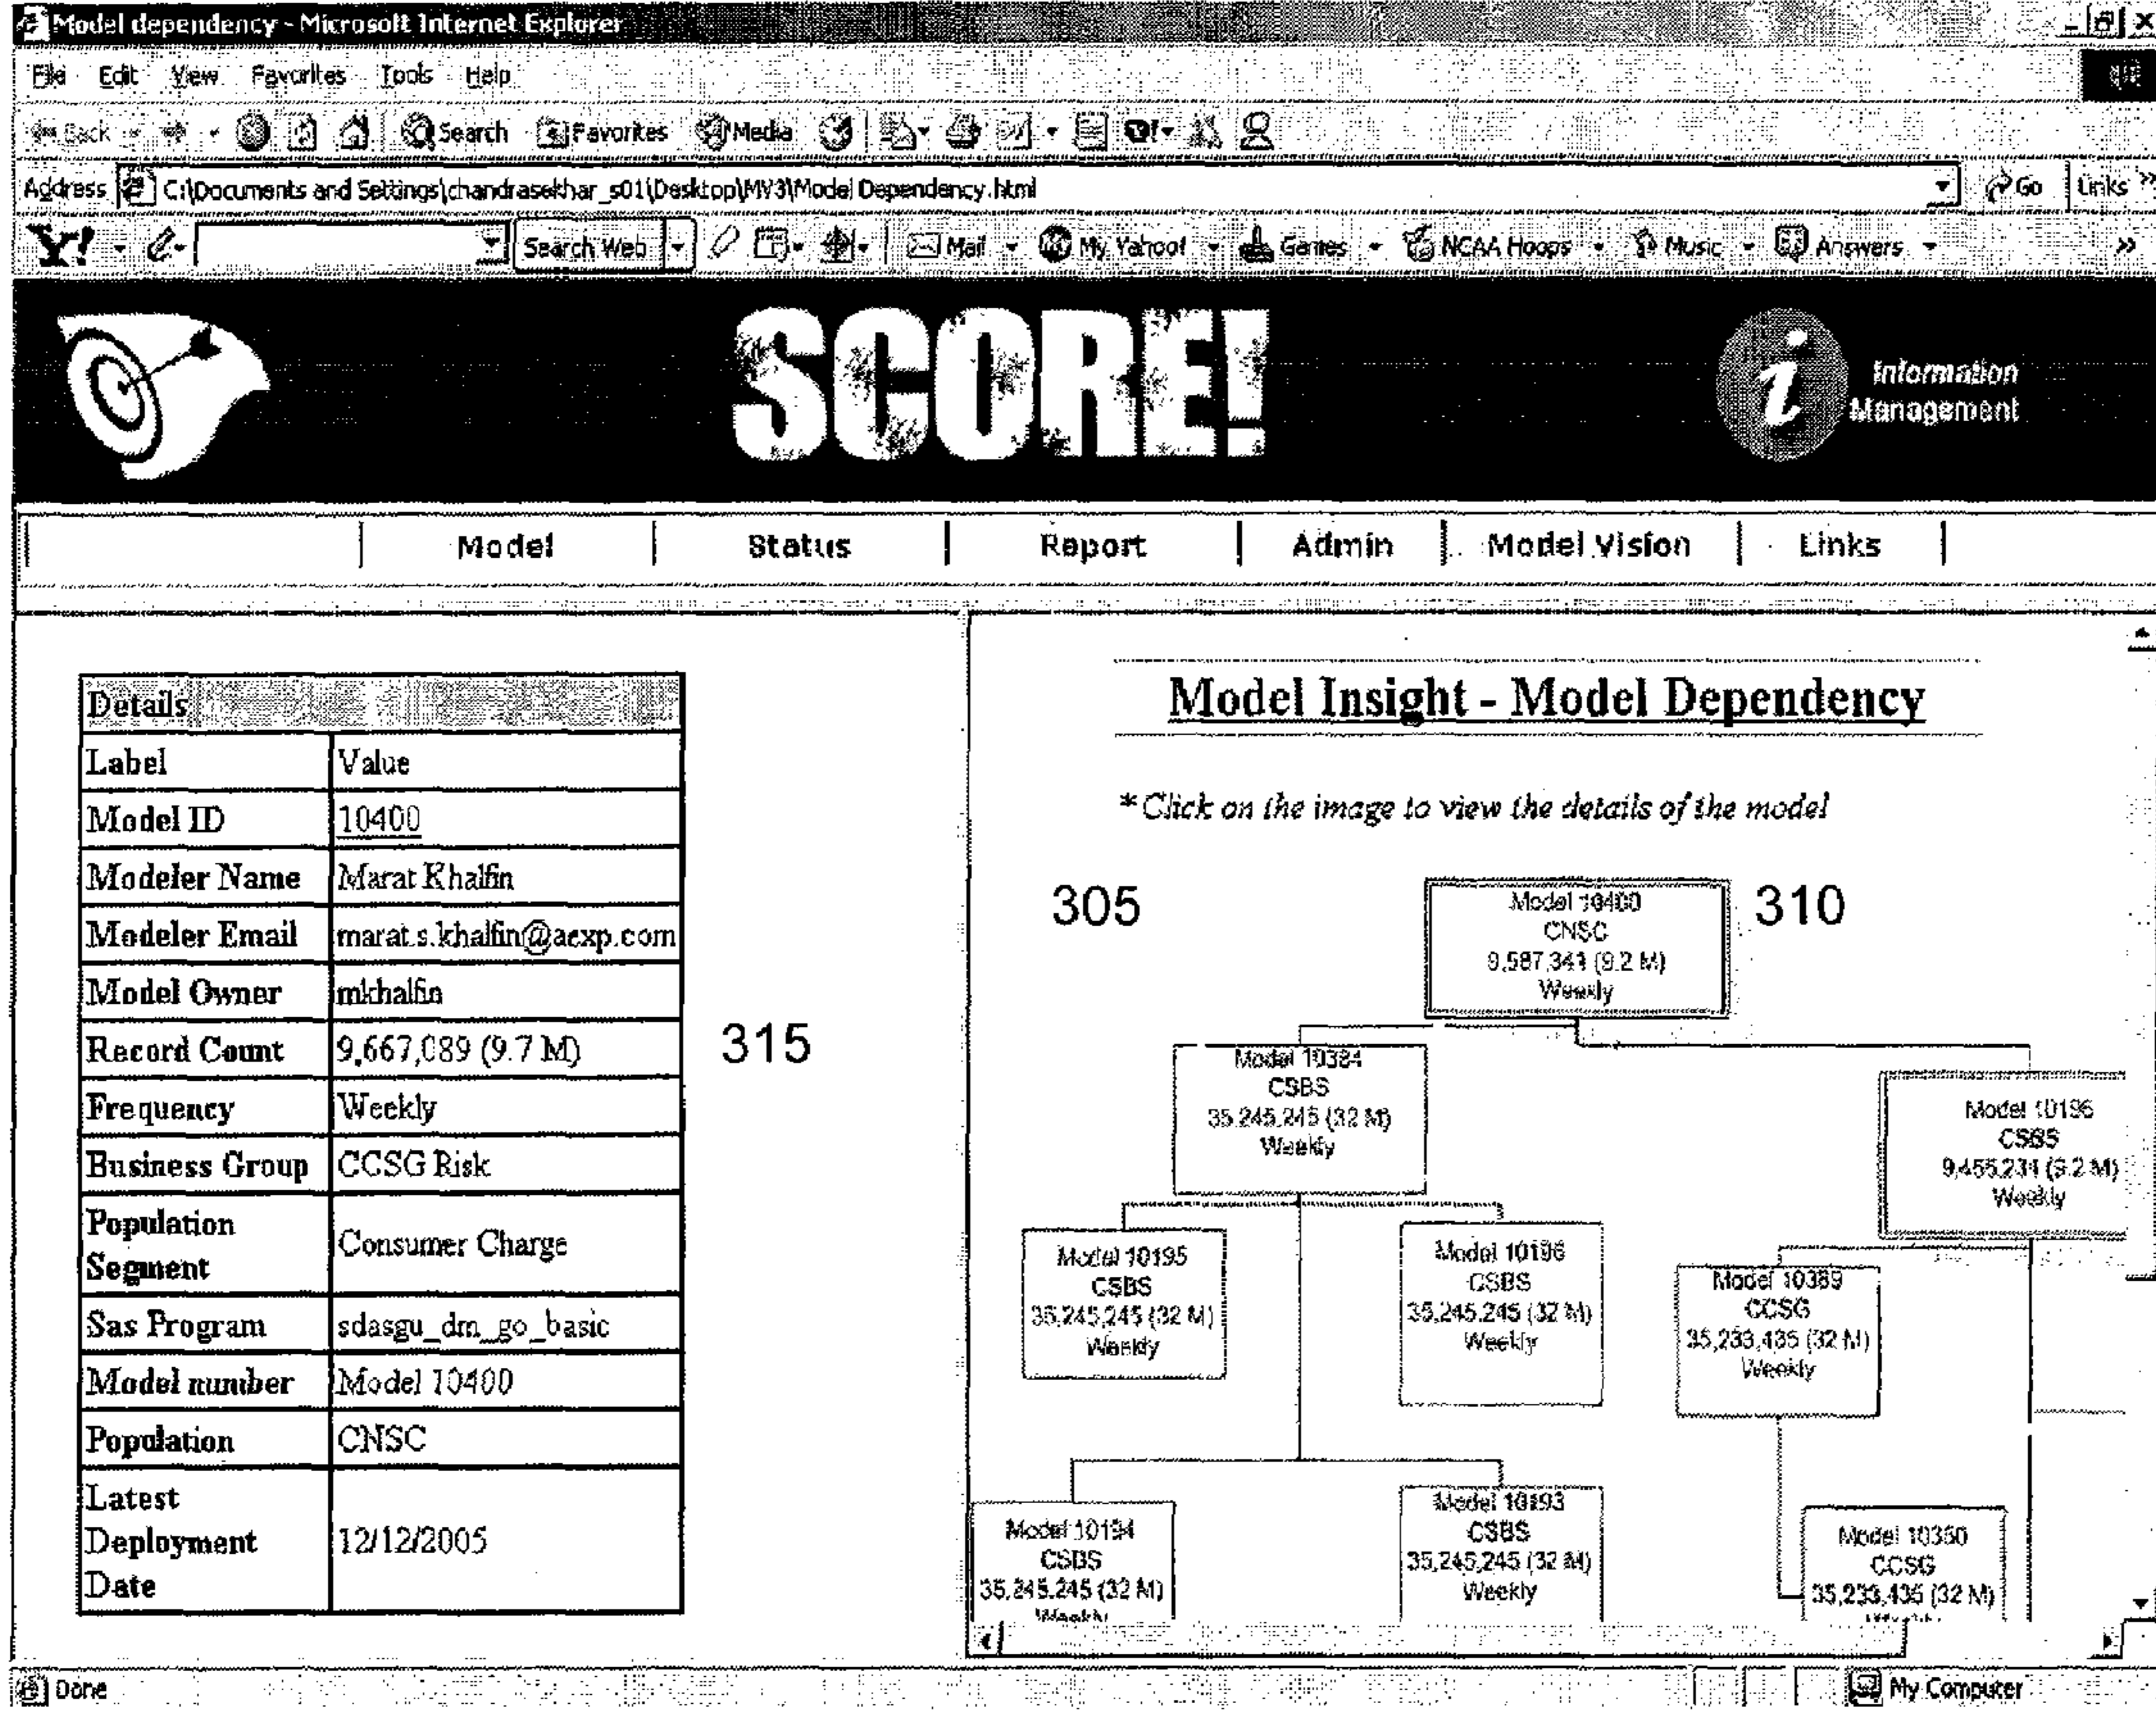 Model dependency - Microsoft Internet Explorer
File Edit View Favorites Tools Help
Back Search Favorites Media
Address C:\Documents and Settings\chandrasekhar_s01\Desktop\MV3\Model Dependency.html Go Links »
Y! Search Web Mail My Yahoo! Games NCAA Hoops Music Answers »
SCORE!
i Information
Management
Model Status Report Admin Model Vision Links
Details
Label Value
Model ID 10400
Modeler Name Marat Khalfin
Modeler Email marat.s.khalfin@aexp.com
Model Owner mkhalfin
Record Count 9,667,089 (9.7 M)
Frequency Weekly
Business Group CCSG Risk
Population
Segment Consumer Charge
Sas Program sdasgu_dm_go_basic
Model number Model 10400
Population CNSC
Latest
Deployment
Date 12/12/2005
315
Model Insight - Model Dependency
*Click on the image to view the details of the model
305
310
Model 10400
CNSC
9,587,341 (9.2 M)
Weekly
Model 10384
CSBS
35,245,245 (32 M)
Weekly
Model 10196
CSBS
9,455,231 (9.2 M)
Weekly
Model 10195
CSBS
35,245,245 (32 M)
Weekly
Model 10196
CSBS
35,245,245 (32 M)
Weekly
Model 10389
CCSG
35,233,435 (32 M)
Weekly
Model 10194
CSBS
35,245,245 (32 M)
Weekly
Model 10193
CSBS
35,245,245 (32 M)
Weekly
Model 10380
CCSG
35,233,435 (32 M)
Done My Computer